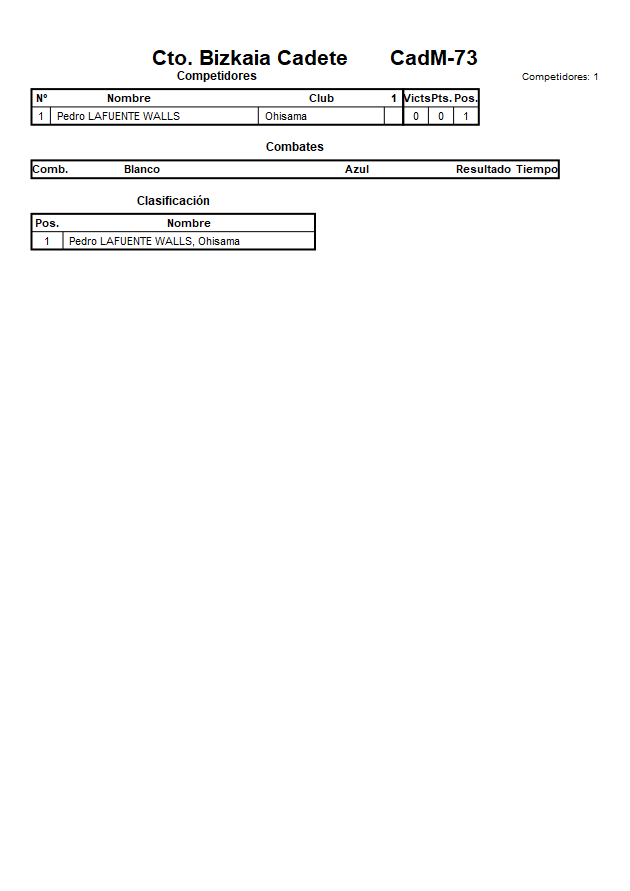 Cto. Bizkaia Cadete CadM-73
Competidores
Competidores: 1
Nº Nombre Club 1 Victs Pts. Pos.
1 Pedro LAFUENTE WALLS Ohisama 0 0 1
Combates
Comb. Blanco Azul Resultado Tiempo
Clasificación
Pos. Nombre
1 Pedro LAFUENTE WALLS, Ohisama